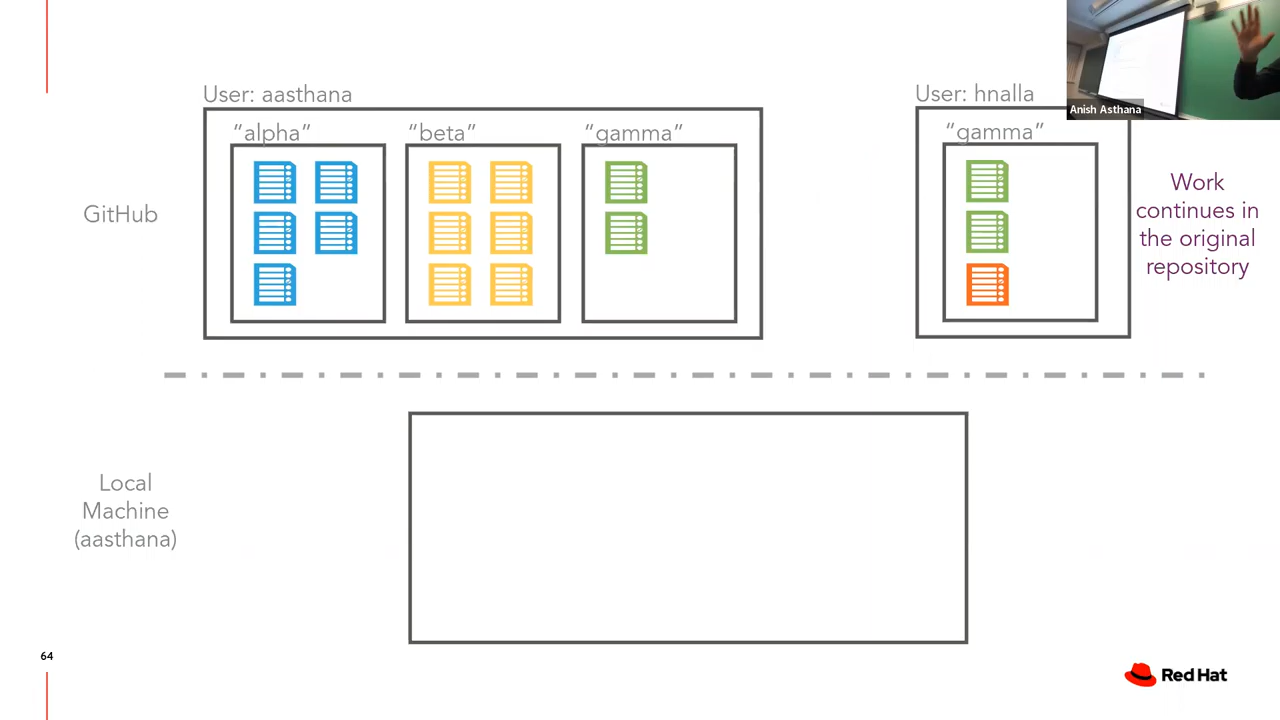 User: aasthana
User: hnalla
Anish Asthana
“alpha”
“beta”
“gamma”
“gamma”
GitHub
Work
continues in
the original
repository
Local
Machine
(aasthana)
64
Red Hat